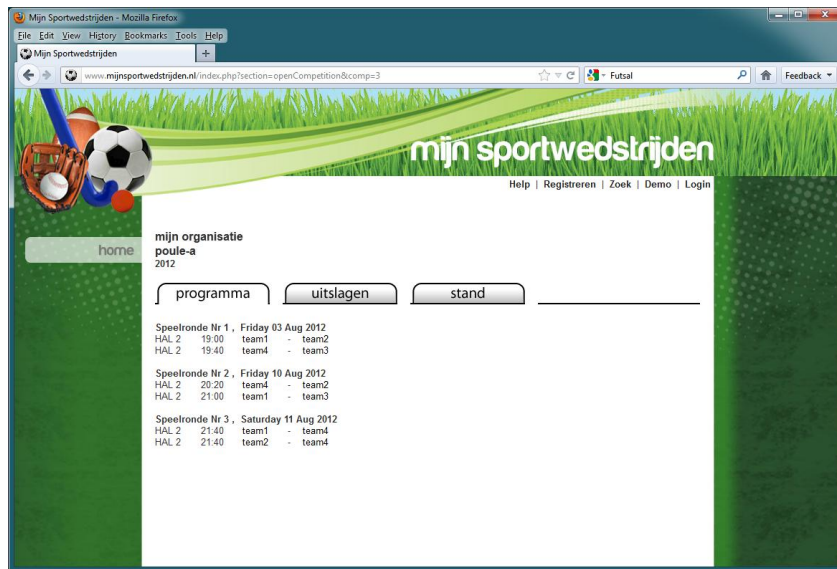 Mijn Sportwedstrijden - Mozilla Firefox
File Edit View History Bookmarks Tools Help
Mijn Sportwedstrijden +
www.mijnsportwedstrijden.nl/index.php?section=openCompetition&comp=3 Futsal Feedback
mijn sportwedstrijden
Help | Registreren | Zoek | Demo | Login
home
mijn organisatie
poule-a
2012
programma uitslagen stand
Speelronde Nr 1 , Friday 03 Aug 2012
HAL 2 19:00 team1 - team2
HAL 2 19:40 team4 - team3
Speelronde Nr 2 , Friday 10 Aug 2012
HAL 2 20:20 team4 - team2
HAL 2 21:00 team1 - team3
Speelronde Nr 3 , Saturday 11 Aug 2012
HAL 2 21:40 team1 - team4
HAL 2 21:40 team2 - team4